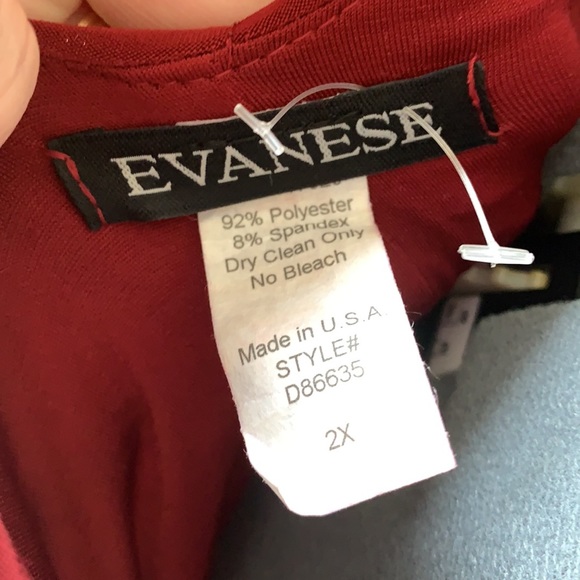 EVANESE
92% Polyester
8% Spandex
Dry Clean Only
No Bleach
Made in U.S.A
STYLE#
D86635
2X